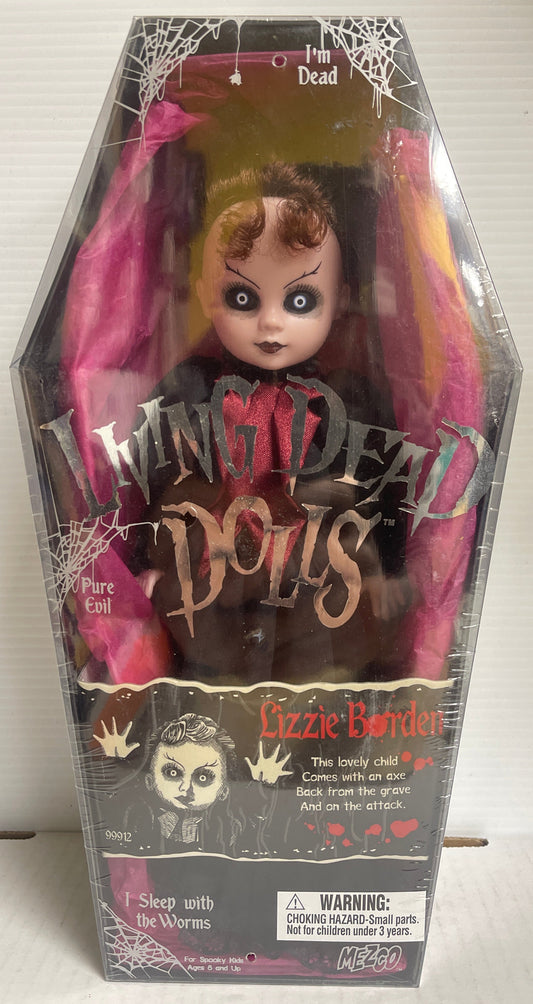 I'm
Dead
LIVING DEAD
DOLLS™
Pure
Evil
Lizzie Borden
This lovely child
Comes with an axe
Back from the grave
And on the attack.
99912
I Sleep with
the Worms
WARNING:
CHOKING HAZARD-Small parts.
Not for children under 3 years.
For Spooky Kids
Ages 8 and Up
MEZCO